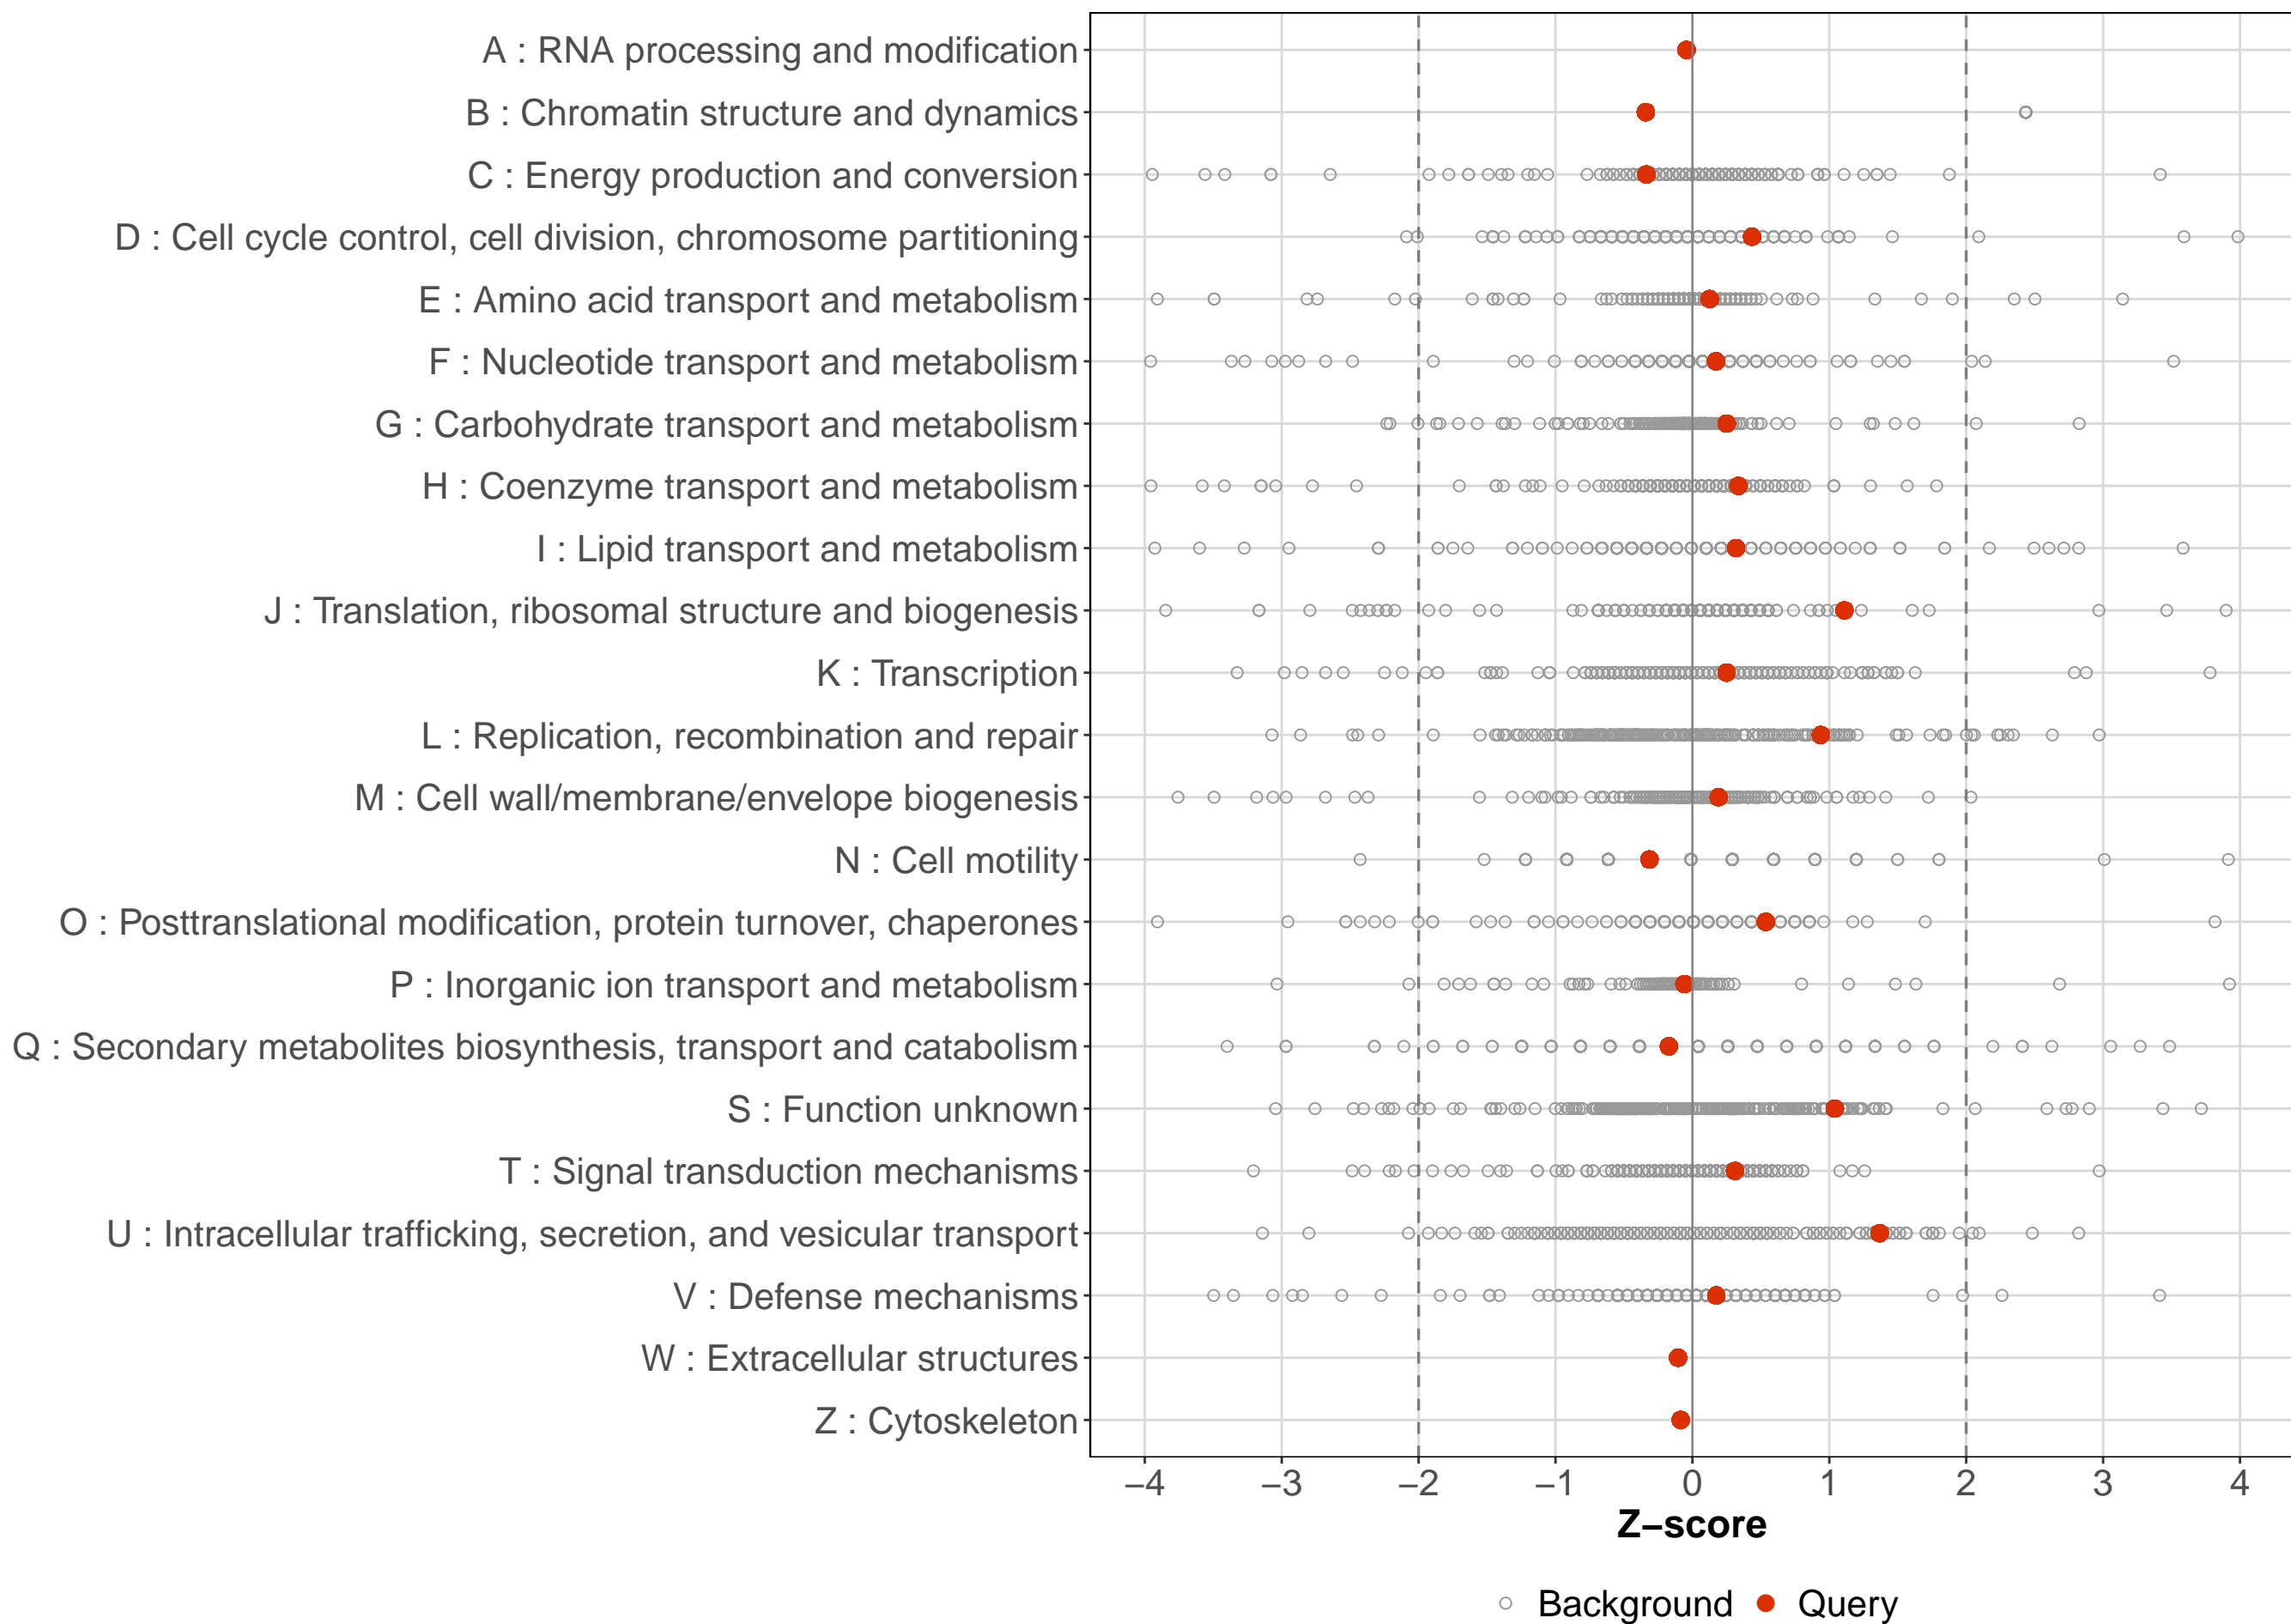 A : RNA processing and modification
B : Chromatin structure and dynamics
C : Energy production and conversion
D : Cell cycle control, cell division, chromosome partitioning
E : Amino acid transport and metabolism
F : Nucleotide transport and metabolism
G : Carbohydrate transport and metabolism
H : Coenzyme transport and metabolism
I : Lipid transport and metabolism
J : Translation, ribosomal structure and biogenesis
K : Transcription
L : Replication, recombination and repair
M : Cell wall/membrane/envelope biogenesis
N : Cell motility
O : Posttranslational modification, protein turnover, chaperones
P : Inorganic ion transport and metabolism
Q : Secondary metabolites biosynthesis, transport and catabolism
S : Function unknown
T : Signal transduction mechanisms
U : Intracellular trafficking, secretion, and vesicular transport
V : Defense mechanisms
W : Extracellular structures
Z : Cytoskeleton
−4 −3 −2 −1 0 1 2 3 4
Z−score
Background Query